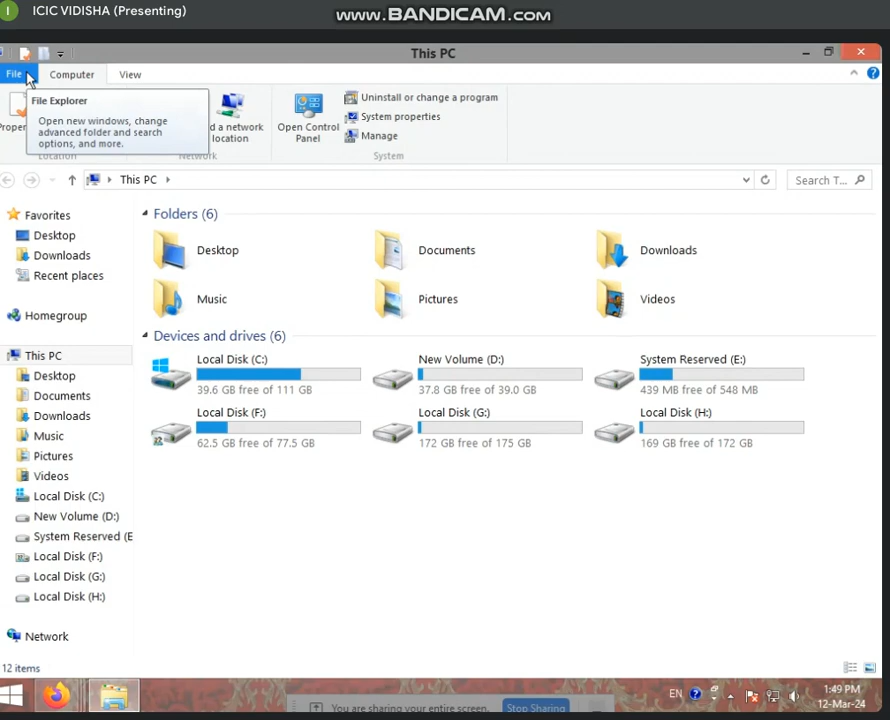 I
ICIC VIDISHA (Presenting)
www.BANDICAM.com
This PC
File
Computer
View
File Explorer
Open new windows, change
advanced folder and search
options, and more.
a network
location
Open Control
Panel
Uninstall or change a program
System properties
Manage
Location
Network
System
This PC
Search T...
Favorites
Desktop
Downloads
Recent places
Homegroup
This PC
Desktop
Documents
Downloads
Music
Pictures
Videos
Local Disk (C:)
New Volume (D:)
System Reserved (E
Local Disk (F:)
Local Disk (G:)
Local Disk (H:)
Network
Folders (6)
Desktop
Documents
Downloads
Music
Pictures
Videos
Devices and drives (6)
Local Disk (C:)
39.6 GB free of 111 GB
New Volume (D:)
37.8 GB free of 39.0 GB
System Reserved (E:)
439 MB free of 548 MB
Local Disk (F:)
62.5 GB free of 77.5 GB
Local Disk (G:)
172 GB free of 175 GB
Local Disk (H:)
169 GB free of 172 GB
12 items
You are sharing your entire screen.
Stop Sharing
EN
1:49 PM
12-Mar-24